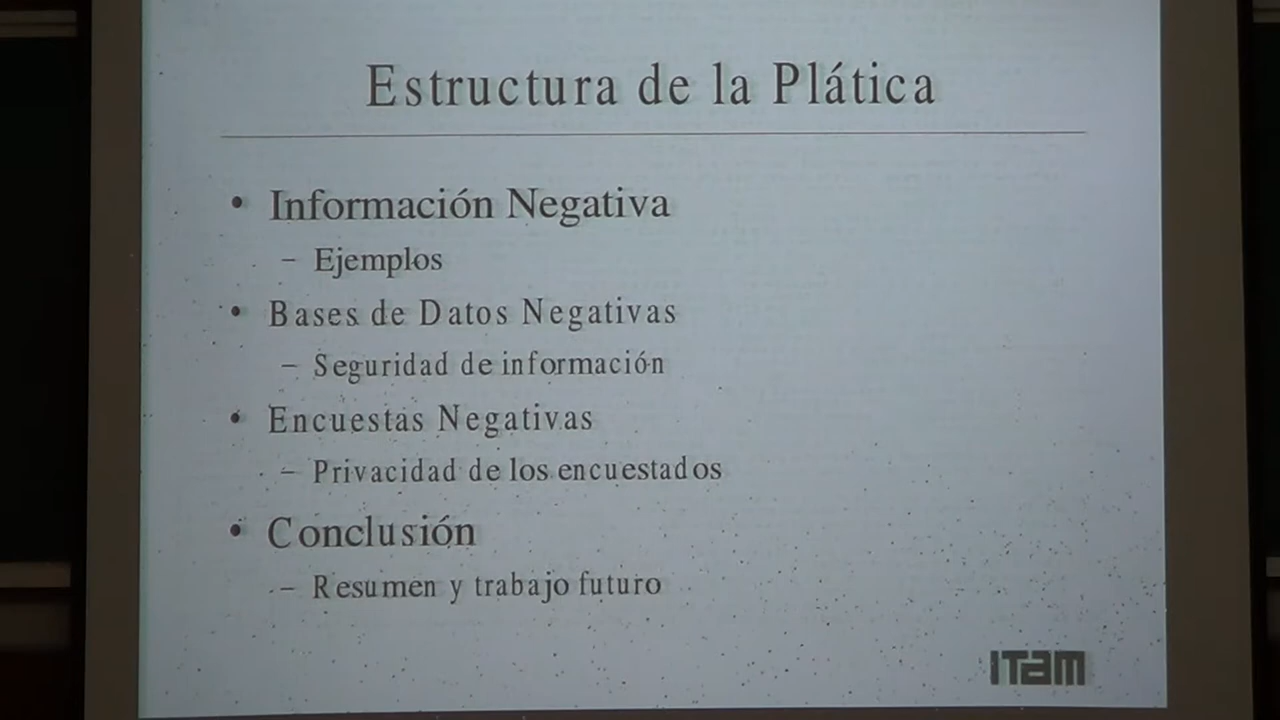 Estructura de la Plática
• Información Negativa
– Ejemplos
• Bases de Datos Negativas
– Seguridad de información
• Encuestas Negativas
– Privacidad de los encuestados
• Conclusión
– Resumen y trabajo futuro
ITAM